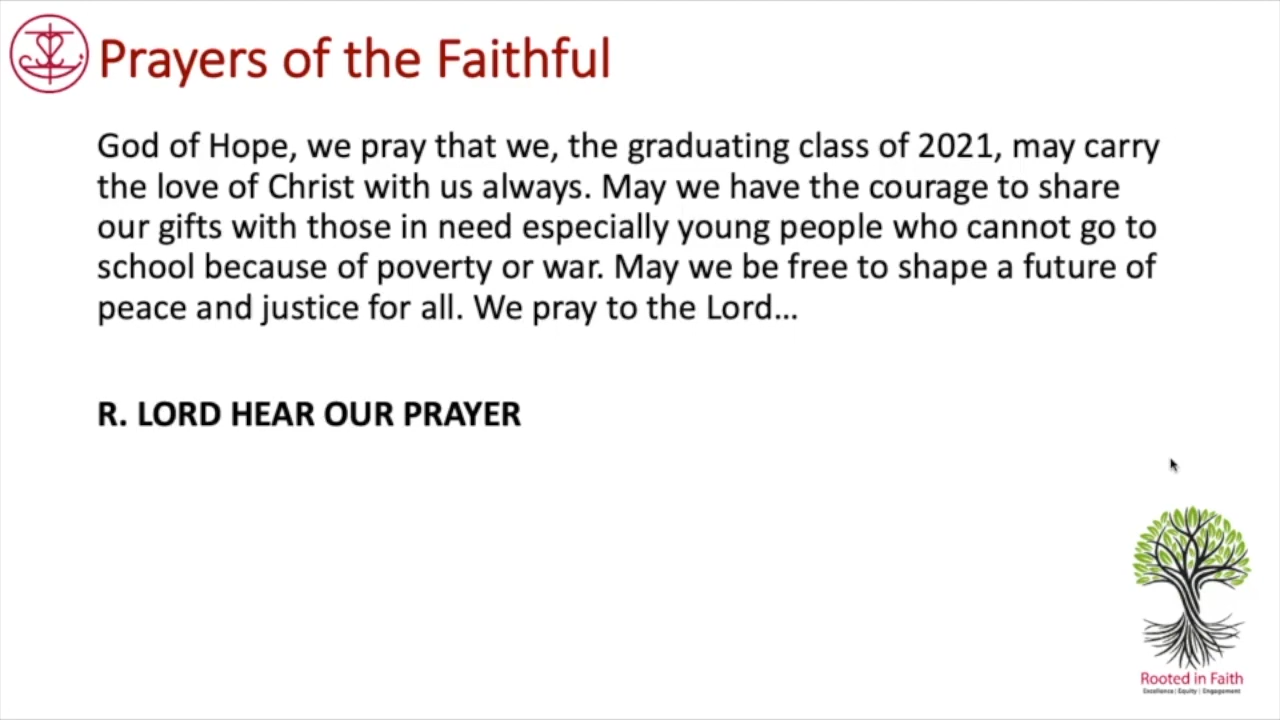 Prayers of the Faithful
God of Hope, we pray that we, the graduating class of 2021, may carry
the love of Christ with us always. May we have the courage to share
our gifts with those in need especially young people who cannot go to
school because of poverty or war. May we be free to shape a future of
peace and justice for all. We pray to the Lord...
R. LORD HEAR OUR PRAYER
Rooted in Faith
Excellence | Equity | Engagement